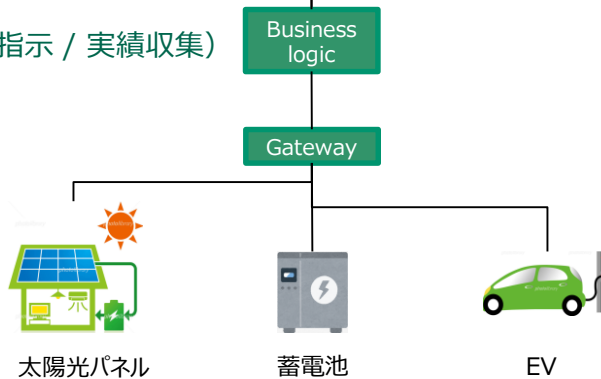 指示 / 実績収集）
Business
logic
Gateway
太陽光パネル
蓄電池
EV